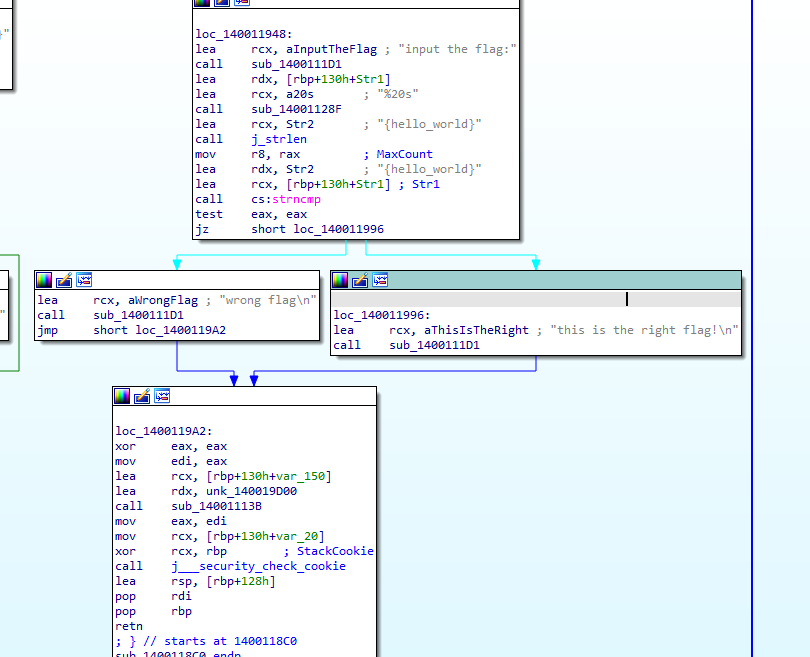 }"
loc_140011948:
lea rcx, aInputTheFlag ; "input the flag:"
call sub_1400111D1
lea rdx, [rbp+130h+Str1]
lea rcx, a20s ; "%20s"
call sub_14001128F
lea rcx, Str2 ; "{hello_world}"
call j_strlen
mov r8, rax ; MaxCount
lea rdx, Str2 ; "{hello_world}"
lea rcx, [rbp+130h+Str1] ; Str1
call cs:strncmp
test eax, eax
jz short loc_140011996
"
lea rcx, aWrongFlag ; "wrong flag\n"
call sub_1400111D1
jmp short loc_1400119A2
loc_140011996:
lea rcx, aThisIsTheRight ; "this is the right flag!\n"
call sub_1400111D1
loc_1400119A2:
xor eax, eax
mov edi, eax
lea rcx, [rbp+130h+var_150]
lea rdx, unk_140019D00
call sub_14001113B
mov eax, edi
mov rcx, [rbp+130h+var_20]
xor rcx, rbp ; StackCookie
call j___security_check_cookie
lea rsp, [rbp+128h]
pop rdi
pop rbp
retn
; } // starts at 1400118C0
sub_1400118C0 endp